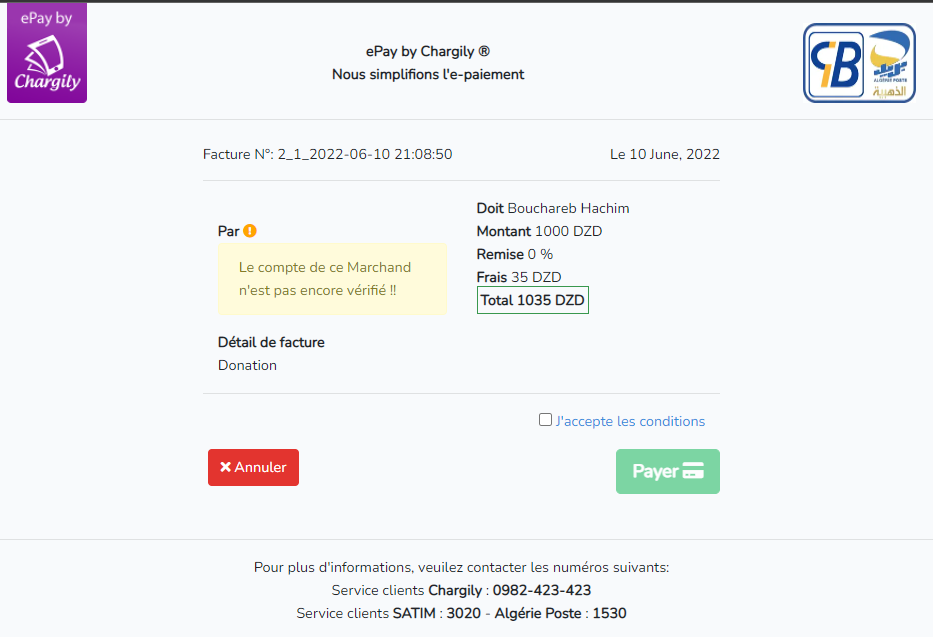 ePay by
Chargily
ePay by Chargily ®
Nous simplifions l'e-paiement
CIB
ALGÉRIE POSTE
الذهبية
Facture N°: 2_1_2022-06-10 21:08:50
Le 10 June, 2022
Par
Le compte de ce Marchand
n'est pas encore vérifié !!
Détail de facture
Donation
Doit Bouchareb Hachim
Montant 1000 DZD
Remise 0 %
Frais 35 DZD
Total 1035 DZD
J'accepte les conditions
Annuler
Payer
Pour plus d'informations, veuilez contacter les numéros suivants:
Service clients Chargily : 0982-423-423
Service clients SATIM : 3020 - Algérie Poste : 1530